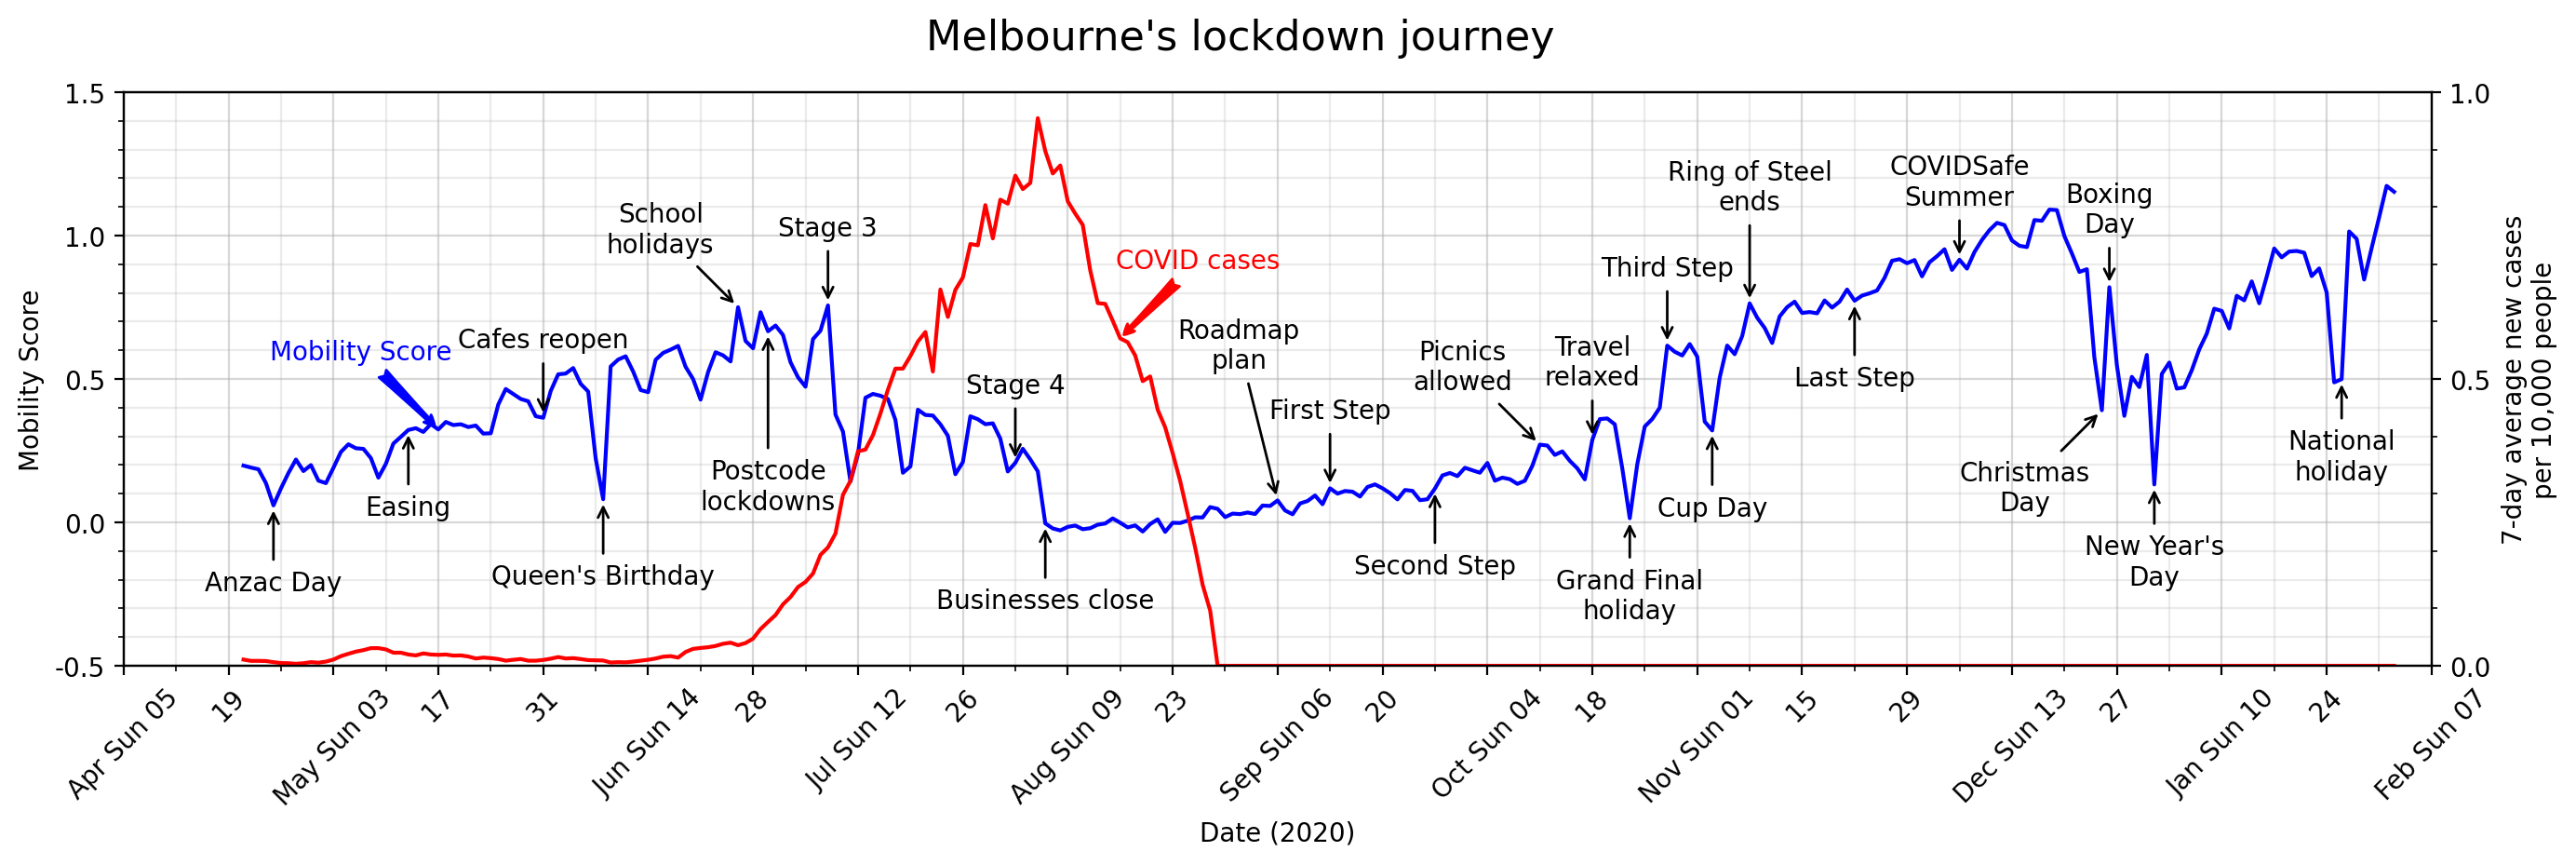 Melbourne's lockdown journey
1.5
1.0
0.5
0.0
-0.5
Mobility Score
1.0
0.5
0.0
7-day average new cases
per 10,000 people
Mobility Score
Anzac Day
Easing
Cafes reopen
Queen's Birthday
School
holidays
Postcode
lockdowns
Stage 3
Stage 4
Businesses close
COVID cases
Roadmap
plan
First Step
Second Step
Picnics
allowed
Travel
relaxed
Grand Final
holiday
Third Step
Cup Day
Ring of Steel
ends
Last Step
COVIDSafe
Summer
Christmas
Day
Boxing
Day
New Year's
Day
National
holiday
Apr Sun 05
19
May Sun 03
17
31
Jun Sun 14
28
Jul Sun 12
26
Aug Sun 09
23
Sep Sun 06
20
Oct Sun 04
18
Nov Sun 01
15
29
Dec Sun 13
27
Jan Sun 10
24
Feb Sun 07
Date (2020)